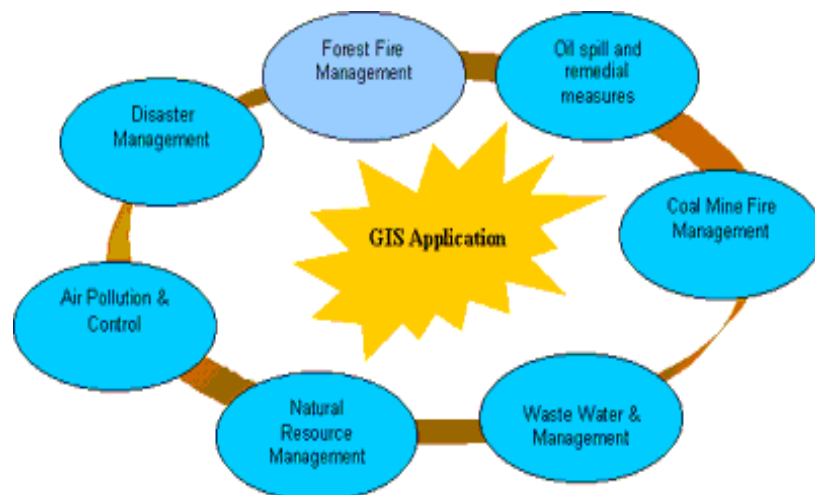 Forest Fire
Management
Oil spill and
remedial
measures
Disaster
Management
Coal Mine Fire
Management
GIS Application
Air Pollution &
Control
Natural
Resource
Management
Waste Water &
Management